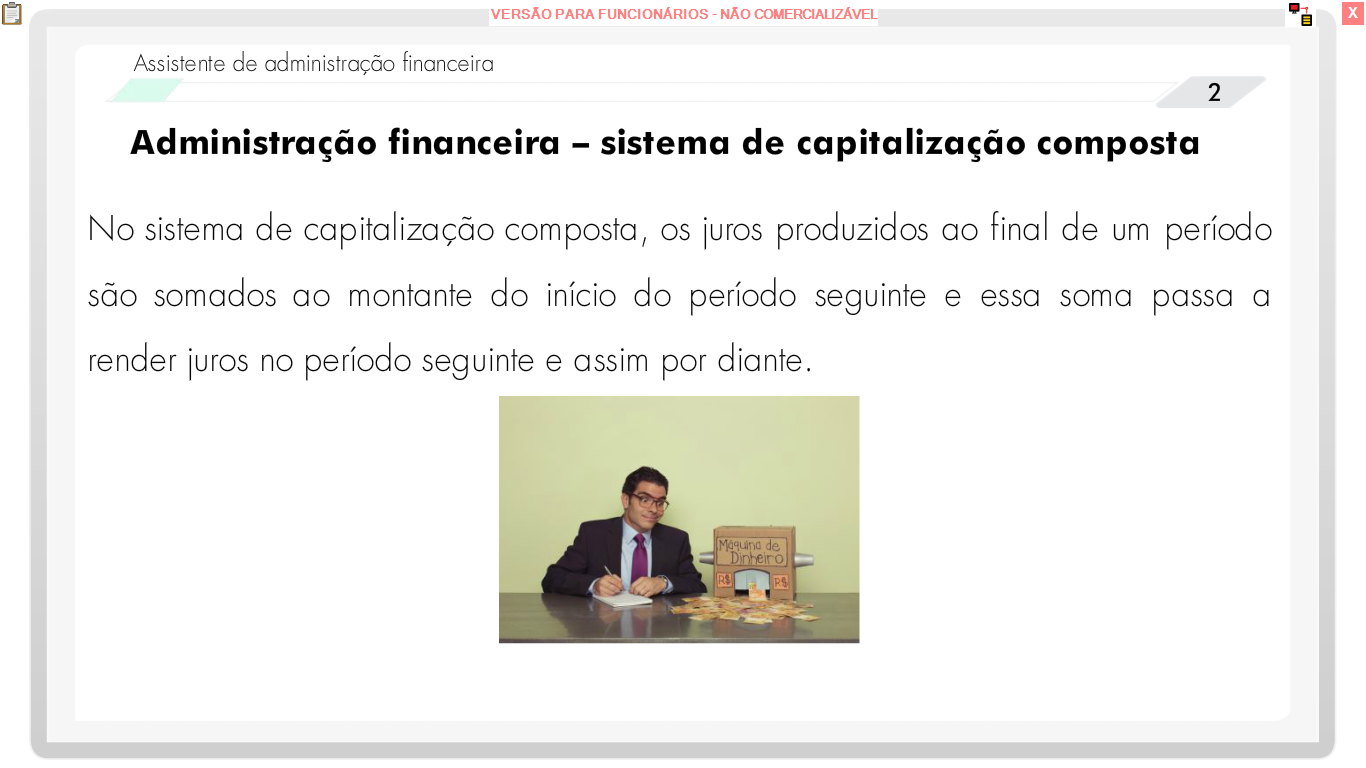 VERSÃO PARA FUNCIONÁRIOS - NÃO COMERCIALIZÁVEL
X
Assistente de administração financeira
2
Administração financeira – sistema de capitalização composta
No sistema de capitalização composta, os juros produzidos ao final de um período
são somados ao montante do início do período seguinte e essa soma passa a
render juros no período seguinte e assim por diante.
Máquina de
Dinheiro
R$ R$